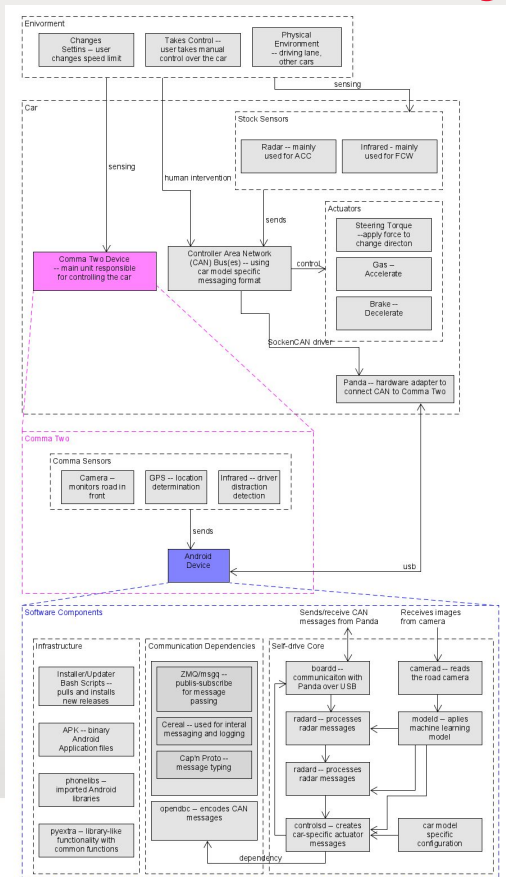 Enivorment
Changes
Settins -- user
changes speed limit
Takes Control --
user takes manual
control over the car
Physical
Enironment
-- driving lane,
other cars
sensing
Car
Stock Sensors
Radar -- mainly
used for ACC
Infrared - mainly
used for FCW
sensing
human intervention
sends
Actuators
Steering Torque
--apply force to
change directon
Gas --
Accelerate
Brake --
Decelerate
Comma Two Device
-- main unit responsible
for controlling the car
Controller Area Network
(CAN) Bus(es) -- using
car model specific
messaging format
control
SockenCAN driver
Panda -- hardware adapter to
connect CAN to Comma Two
Comma Two
Comma Sensors
Camera --
monitors road in
front
GPS -- location
determination
Infrared -- driver
distraction
detection
sends
Android
Device
usb
Software Components
Sends/receive CAN
messages from Panda
Receives images
from camera
Infrastructure
Installer/Updater
Bash Scripts --
pulls and installs
new releases
APK -- binary
Android
Application files
phonelibs --
imported Android
libraries
pyextra -- library-like
functionality with
common functions
Communication Dependencies
ZMQ/msgq --
publis-subscribe
for message
passing
Cereal -- used for interal
messaging and logging
Cap'n Proto --
message typing
opendbc -- encodes CAN
messages
Self-drive Core
boardd --
communicaiton with
Panda over USB
camerad -- reads
the road camera
radard -- processes
radar messages
modeld -- aplies
machine learning
model
radard -- processes
radar messages
controlsd -- creates
car-specific actuator
messages
car model
specific
configuration
dependency